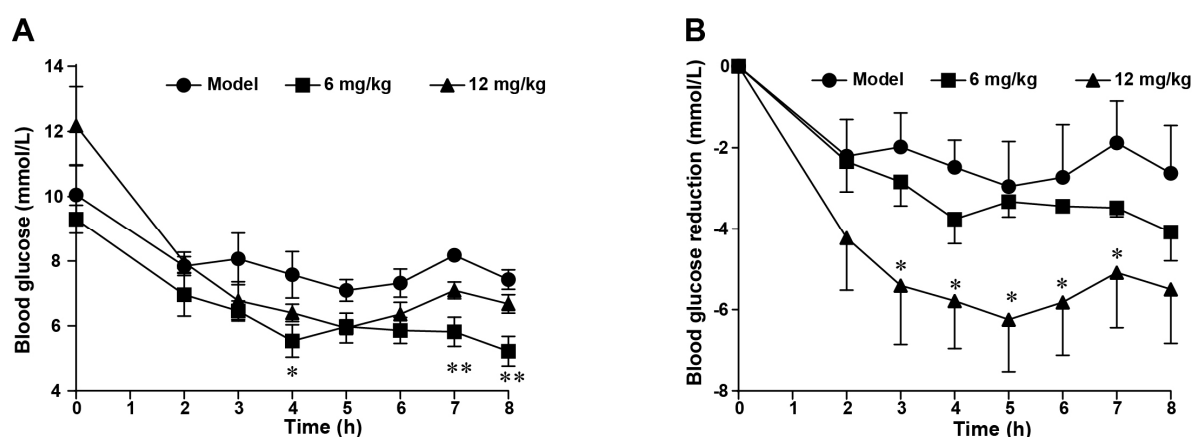 A
Blood glucose (mmol/L)
14
12
10
8
6
4
Model
6 mg/kg
12 mg/kg
*
**
**
0 1 2 3 4 5 6 7 8
Time (h)
B
Blood glucose reduction (mmol/L)
0
-2
-4
-6
-8
Model
6 mg/kg
12 mg/kg
* * * * *
0 1 2 3 4 5 6 7 8
Time (h)